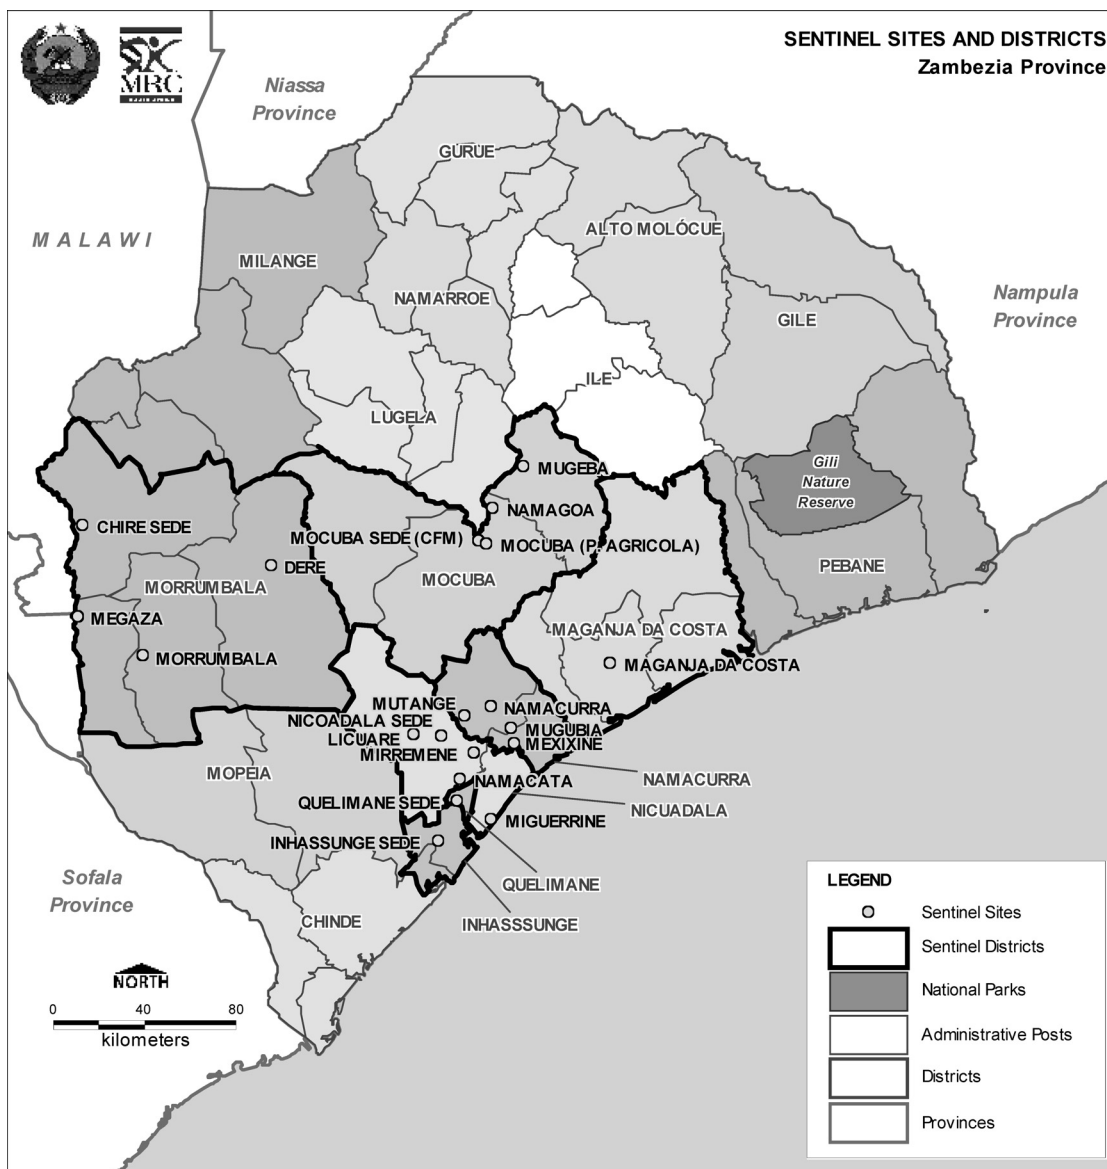 SENTINEL SITES AND DISTRICTS
Zambezia Province
MRC
Niassa
Province
GURUE
MALAWI
ALTO MOLÓCUE
MILANGE
NAMARROE
Nampula
Province
GILE
ILE
LUGELA
MUGEBA
Gili
Nature
Reserve
NAMAGOA
CHIRE SEDE
MOCUBA SEDE (CFM)
MOCUBA (P. AGRICOLA)
DERE
MOCUBA
PEBANE
MORRUMBALA
MEGAZA
MAGANJA DA COSTA
MORRUMBALA
MAGANJA DA COSTA
MUTANGE
NAMACURRA
NICOADALA SEDE
MUGUBIA
LICUARE
MEXIXINE
MIRREMENE
MOPEIA
NAMACATA
NAMACURRA
QUELIMANE SEDE
NICUADALA
MIGUERRINE
INHASSUNGE SEDE
Sofala
Province
QUELIMANE
CHINDE
INHASSSUNGE
LEGEND
Sentinel Sites
Sentinel Districts
National Parks
Administrative Posts
Districts
Provinces
NORTH
0 40 80
kilometers